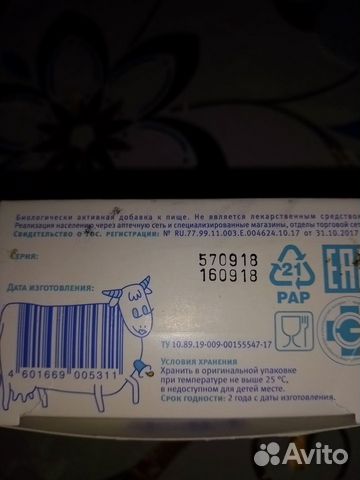 Биологически активная добавка к пище. Не является лекарственным средством
Реализация населению через аптечную сеть и специализированные магазины, отделы торговой сет
Свидетельство о гос. регистрации: № RU.77.99.11.003.Е.004624.10.17 от 31.10.2017
СЕРИЯ: 570918
160918
ДАТА ИЗГОТОВЛЕНИЯ:
21
PAP
EAC
4 601669 005311
ТУ 10.89.19-009-00155547-17
УСЛОВИЯ ХРАНЕНИЯ
Хранить в оригинальной упаковке
при температуре не выше 25 °С,
в недоступном для детей месте.
СРОК ГОДНОСТИ: 2 года с даты изготовления.
Avito